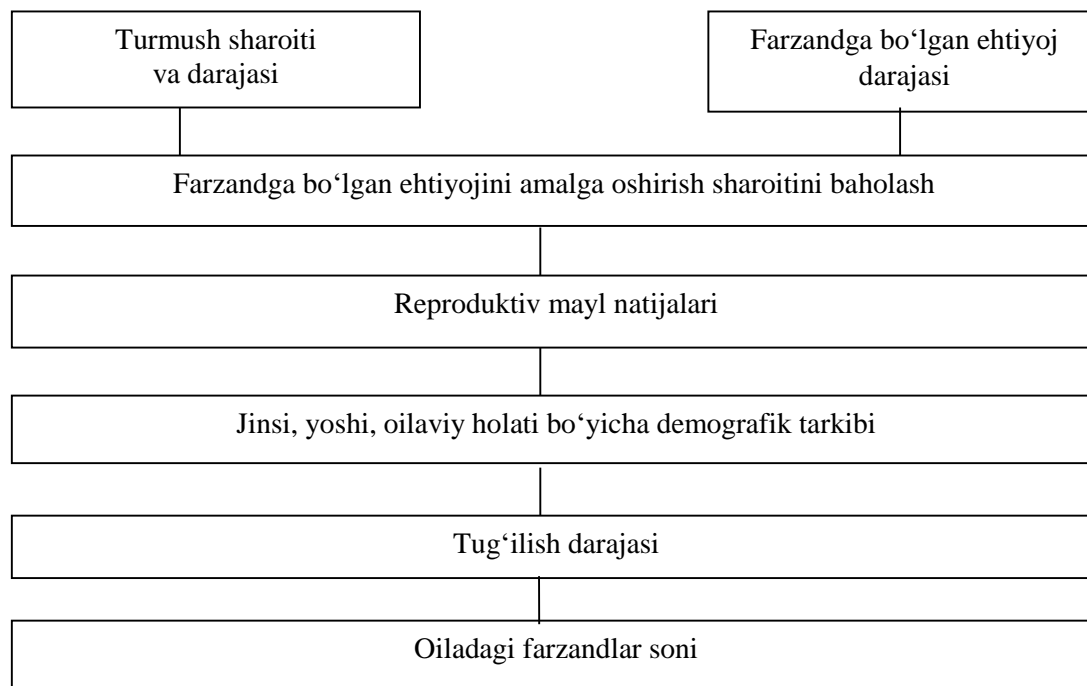 Turmush sharoiti
va darajasi
Farzandga bo‘lgan ehtiyoj
darajasi
Farzandga bo‘lgan ehtiyojini amalga oshirish sharoitini baholash
Reproduktiv mayl natijalari
Jinsi, yoshi, oilaviy holati bo‘yicha demografik tarkibi
Tug‘ilish darajasi
Oiladagi farzandlar soni